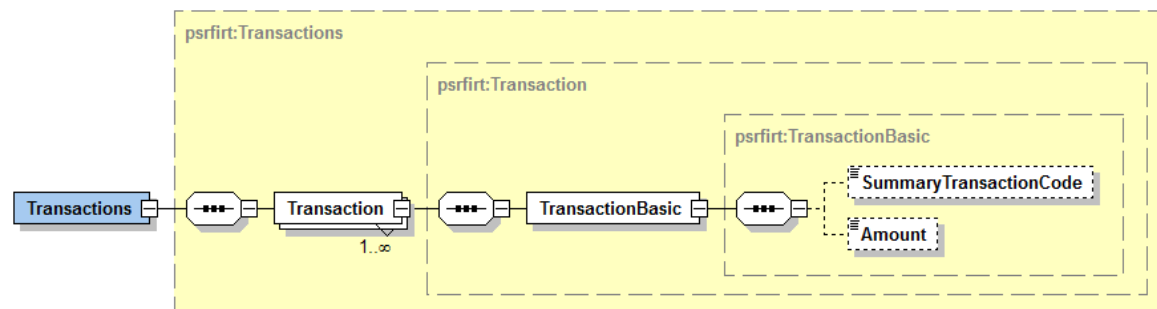 psrfirt:Transactions
psrfirt:Transaction
psrfirt:TransactionBasic
SummaryTransactionCode
Transactions
Transaction
TransactionBasic
Amount
1..∞